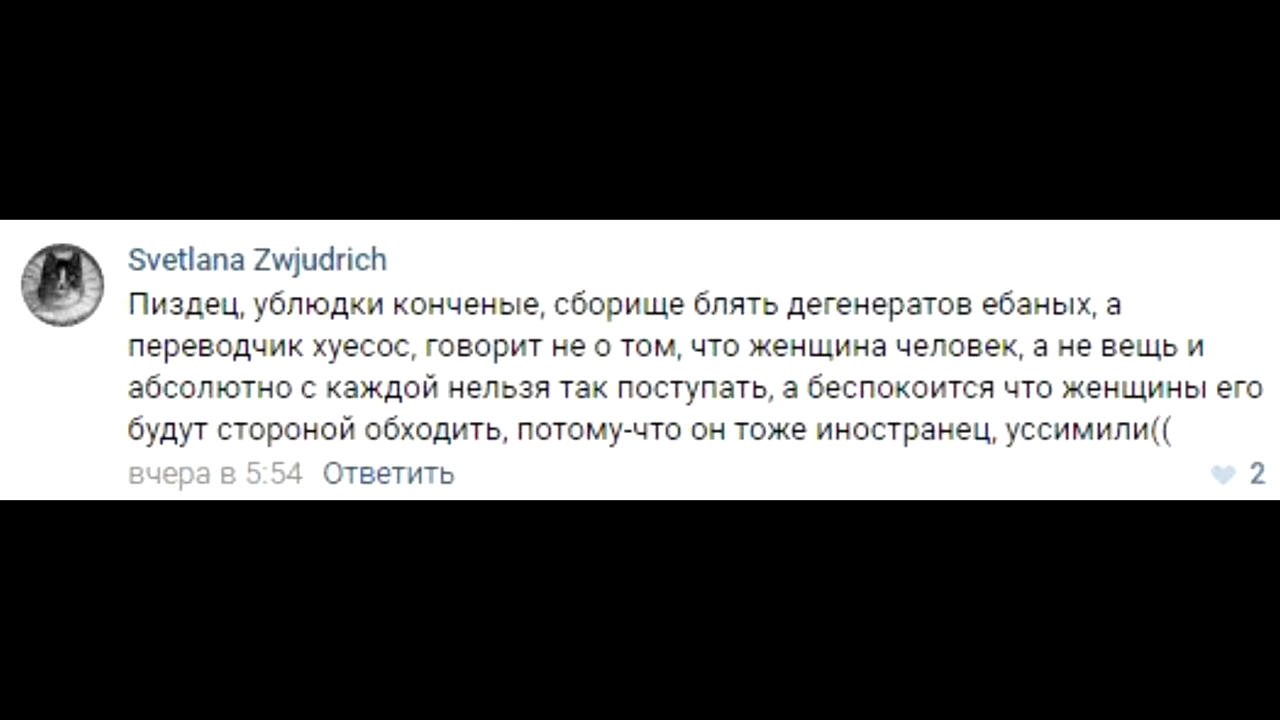 Svetlana Zwjudrich
Пиздец, ублюдки конченые, сборище блять дегенератов ебаных, а
переводчик хуесос, говорит не о том, что женщина человек, а не вещь и
абсолютно с каждой нельзя так поступать, а беспокоится что женщины его
будут стороной обходить, потому-что он тоже иностранец, уссимили((
вчера в 5:54 Ответить 2